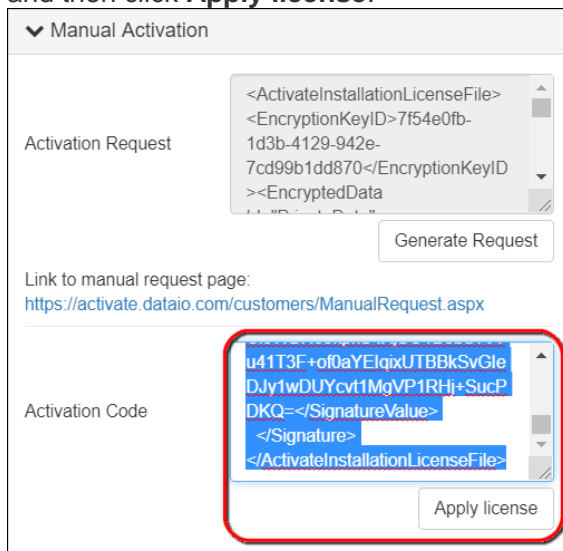 and then click Apply license.
Manual Activation
Activation Request
<ActivateInstallationLicenseFile>
<EncryptionKeyID>7f54e0fb-
1d3b-4129-942e-
7cd99b1dd870</EncryptionKeyID
><EncryptedData
Generate Request
Link to manual request page:
https://activate.dataio.com/customers/ManualRequest.aspx
Activation Code
u41T3F+of0aYEIqixUTBBkSvGIe
DJy1wDUYcvt1MgVP1RHj+SucP
DKQ=</SignatureValue>
</Signature>
</ActivateInstallationLicenseFile>
Apply license